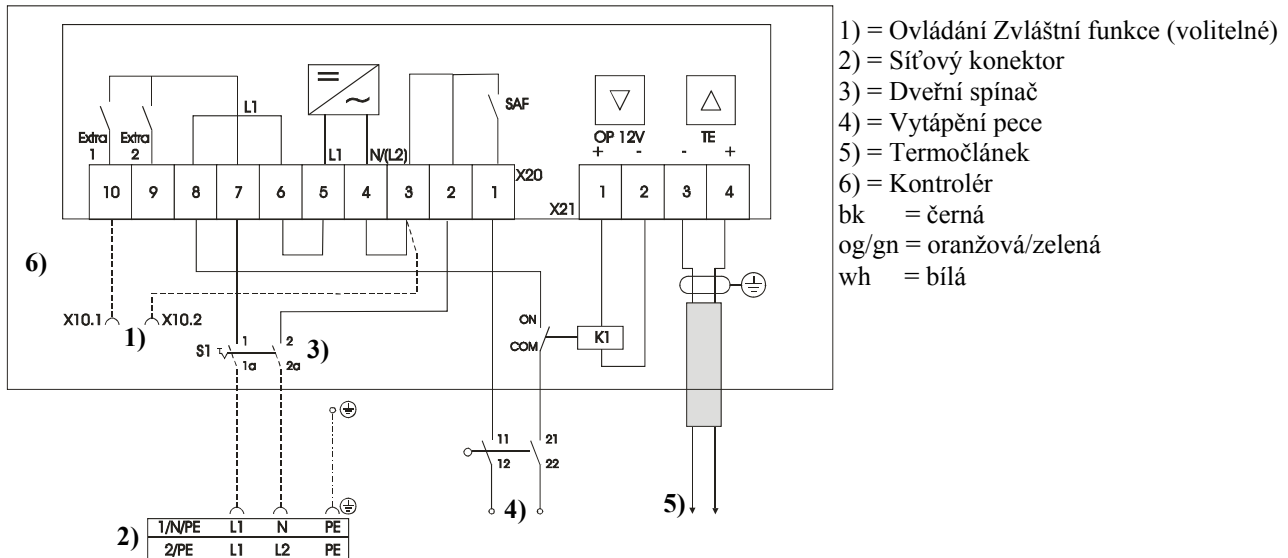 1) = Ovládání Zvláštní funkce (volitelné)
2) = Síťový konektor
3) = Dveřní spínač
4) = Vytápění pece
5) = Termočlánek
6) = Kontrolér
bk = černá
og/gn = oranžová/zelená
wh = bílá
L1 SAF
Extra 1 Extra 2 L1 N/(L2) OP 12V TE
+ - - +
X20
10 9 8 7 6 5 4 3 2 1 1 2 3 4
X21
6)
X10.1 1) X10.2
ON
COM K1
S1 1 2 3)
1a 2a
11 21
12 22
4) 5)
2) 1/N/PE L1 N PE
2/PE L1 L2 PE